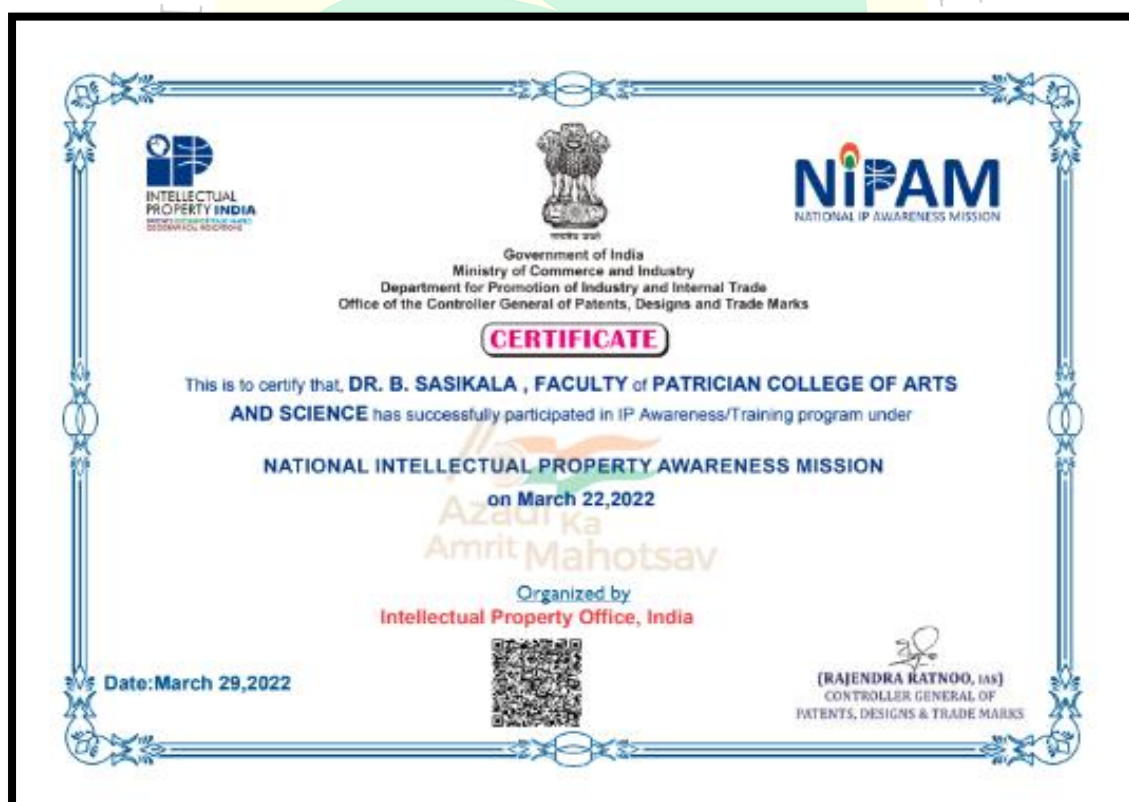 iP
INTELLECTUAL
PROPERTY INDIA
GEOGRAPHICAL INDICATIONS
NiPAM
NATIONAL IP AWARENESS MISSION
Government of India
Ministry of Commerce and Industry
Department for Promotion of Industry and Internal Trade
Office of the Controller General of Patents, Designs and Trade Marks
CERTIFICATE
This is to certify that, DR. B. SASIKALA , FACULTY of PATRICIAN COLLEGE OF ARTS
AND SCIENCE has successfully participated in IP Awareness/Training program under
NATIONAL INTELLECTUAL PROPERTY AWARENESS MISSION
on March 22,2022
Azadi Ka
Amrit Mahotsav
Organized by
Intellectual Property Office, India
Date:March 29,2022
(RAJENDRA RATNOO, IAS)
CONTROLLER GENERAL OF
PATENTS, DESIGNS & TRADE MARKS